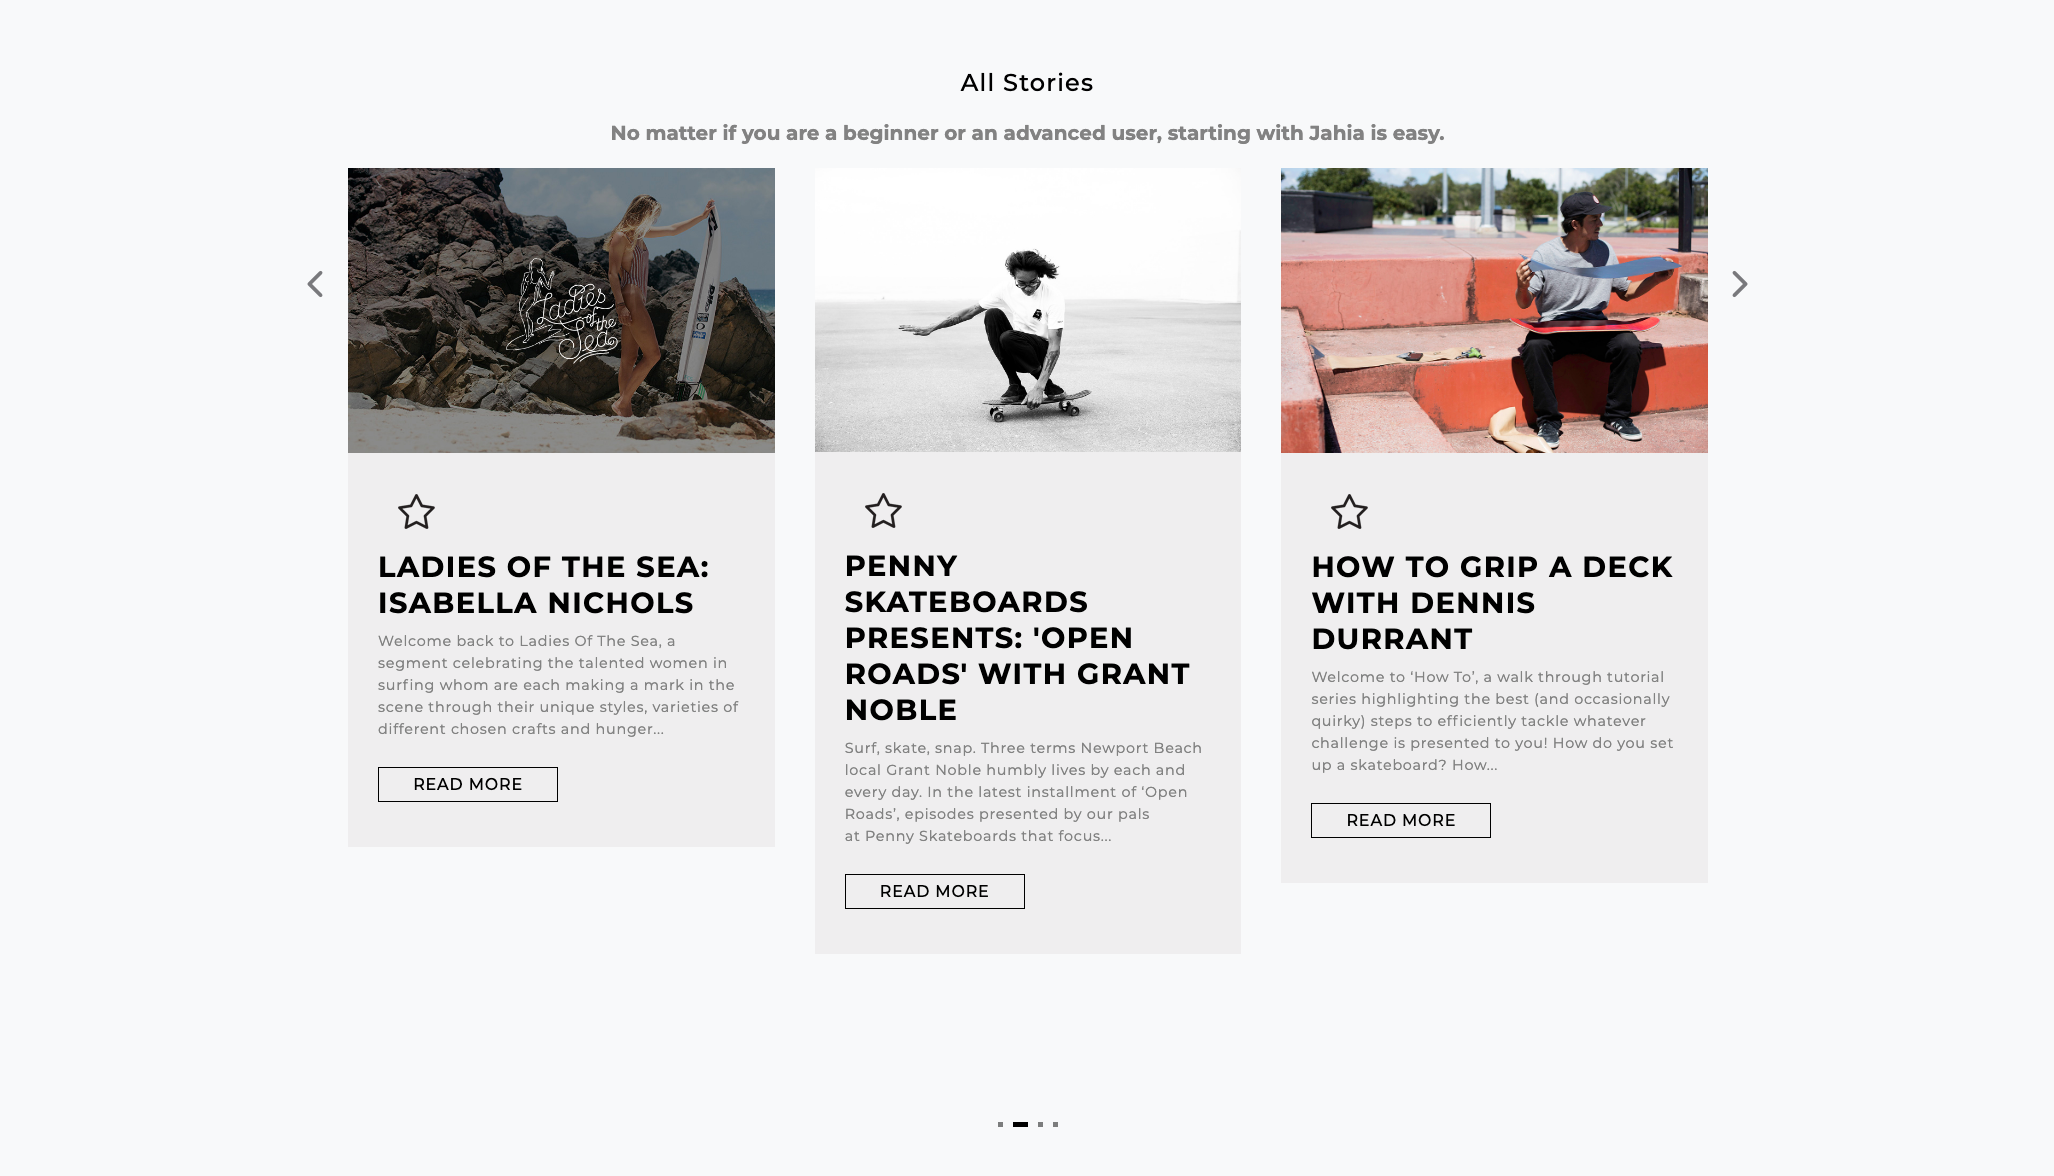 All Stories
No matter if you are a beginner or an advanced user, starting with Jahia is easy.
Ladies
of the
Sea
LADIES OF THE SEA:
ISABELLA NICHOLS
Welcome back to Ladies Of The Sea, a
segment celebrating the talented women in
surfing whom are each making a mark in the
scene through their unique styles, varieties of
different chosen crafts and hunger...
READ MORE
PENNY
SKATEBOARDS
PRESENTS: 'OPEN
ROADS' WITH GRANT
NOBLE
Surf, skate, snap. Three terms Newport Beach
local Grant Noble humbly lives by each and
every day. In the latest installment of ‘Open
Roads’, episodes presented by our pals
at Penny Skateboards that focus...
READ MORE
HOW TO GRIP A DECK
WITH DENNIS
DURRANT
Welcome to ‘How To’, a walk through tutorial
series highlighting the best (and occasionally
quirky) steps to efficiently tackle whatever
challenge is presented to you! How do you set
up a skateboard? How...
READ MORE